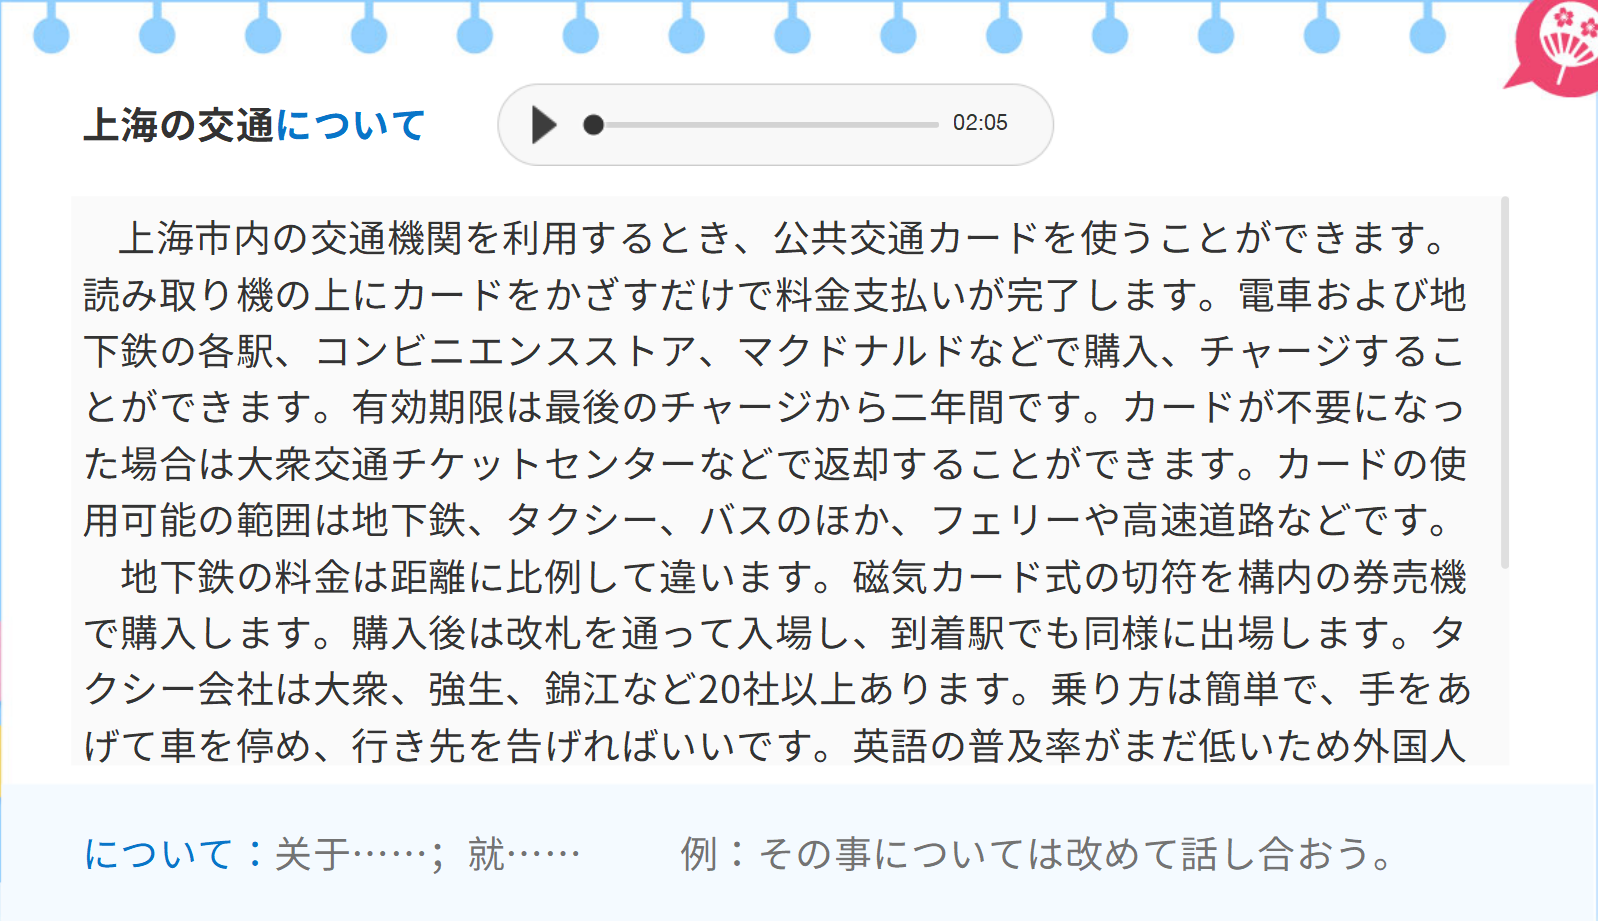 上海の交通について
02:05
上海市内の交通機関を利用するとき、公共交通カードを使うことができます。
読み取り機の上にカードをかざすだけで料金支払いが完了します。電車および地
下鉄の各駅、コンビニエンスストア、マクドナルドなどで購入、チャージするこ
とができます。有効期限は最後のチャージから二年間です。カードが不要になっ
た場合は大衆交通チケットセンターなどで返却することができます。カードの使
用可能の範囲は地下鉄、タクシー、バスのほか、フェリーや高速道路などです。
地下鉄の料金は距離に比例して違います。磁気カード式の切符を構内の券売機
で購入します。購入後は改札を通って入場し、到着駅でも同様に出場します。タ
クシー会社は大衆、強生、錦江など20社以上あります。乗り方は簡単で、手をあ
げて車を停め、行き先を告げればいいです。英語の普及率がまだ低いため外国人
について：关于……；就…… 例：その事については改めて話し合おう。